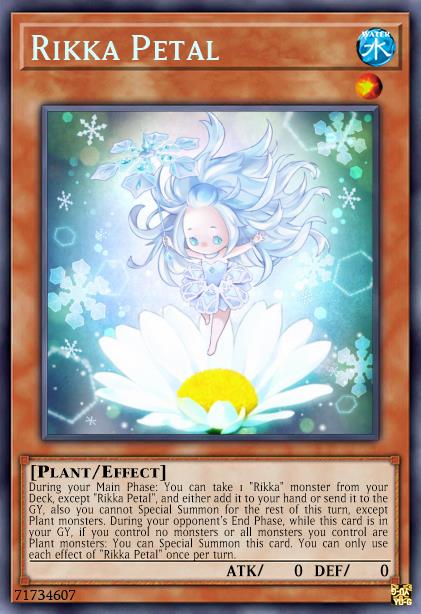 Rikka Petal
WATER
水
[Plant/Effect]
During your Main Phase: You can take 1 "Rikka" monster from your
Deck, except "Rikka Petal", and either add it to your hand or send it to the
GY, also you cannot Special Summon for the rest of this turn, except
Plant monsters. During your opponent's End Phase, while this card is in
your GY, if you control no monsters or all monsters you control are
Plant monsters: You can Special Summon this card. You can only use
each effect of "Rikka Petal" once per turn.
ATK/ 0 DEF/ 0
71734607